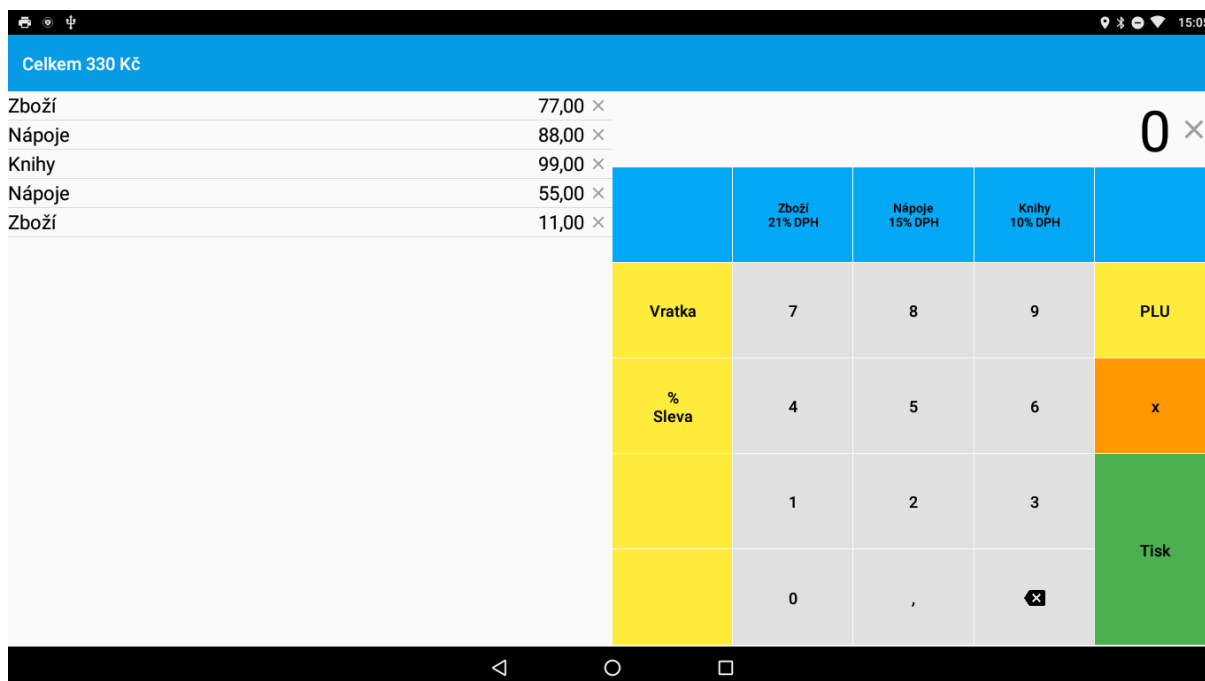 15:05
Celkem 330 Kč
Zboží 77,00
Nápoje 88,00
Knihy 99,00
Nápoje 55,00
Zboží 11,00
0
Zboží
21% DPH
Nápoje
15% DPH
Knihy
10% DPH
Vratka 7 8 9 PLU
%
Sleva
4 5 6 x
1 2 3
Tisk
0 ,